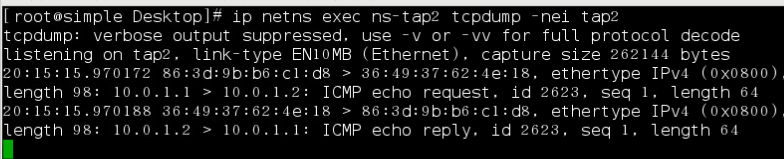 [root@simple Desktop]# ip netns exec ns-tap2 tcpdump -nei tap2
tcpdump: verbose output suppressed, use -v or -vv for full protocol decode
listening on tap2, link-type EN10MB (Ethernet), capture size 262144 bytes
20:15:15.970172 86:3d:9b:b6:c1:d8 > 36:49:37:62:4e:18, ethertype IPv4 (0x0800),
length 98: 10.0.1.1 > 10.0.1.2: ICMP echo request, id 2623, seq 1, length 64
20:15:15.970188 36:49:37:62:4e:18 > 86:3d:9b:b6:c1:d8, ethertype IPv4 (0x0800),
length 98: 10.0.1.2 > 10.0.1.1: ICMP echo reply, id 2623, seq 1, length 64